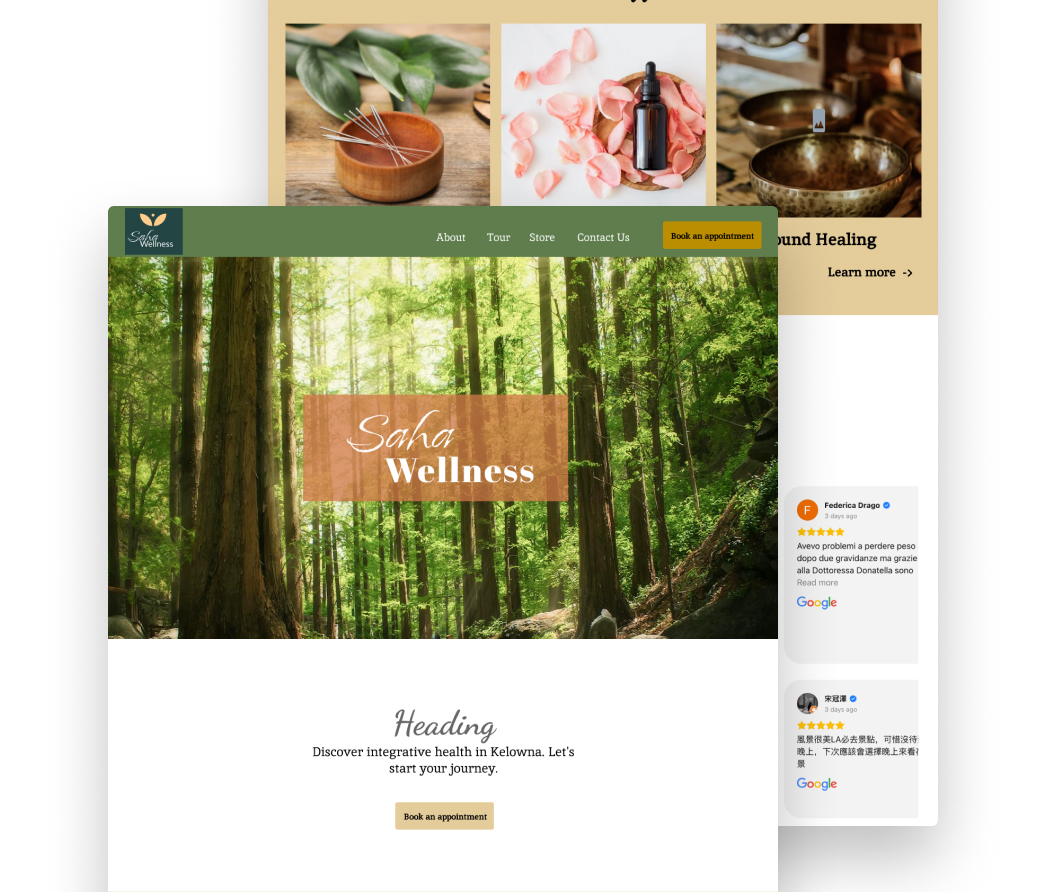 Saha
Wellness
About
Tour
Store
Contact Us
Book an appointment
Saha
Wellness
Heading
Discover integrative health in Kelowna. Let's
start your journey.
Book an appointment
Healing
Learn more ->
F
Federica Drago
3 days ago
Avevo problemi a perdere peso
dopo due gravidanze ma grazie
alla Dottoressa Donatella sono
Read more
Google
宋冠澤
3 days ago
風景很美LA必去景點，可惜沒待
晚上，下次應該會選擇晚上來看
景
Google